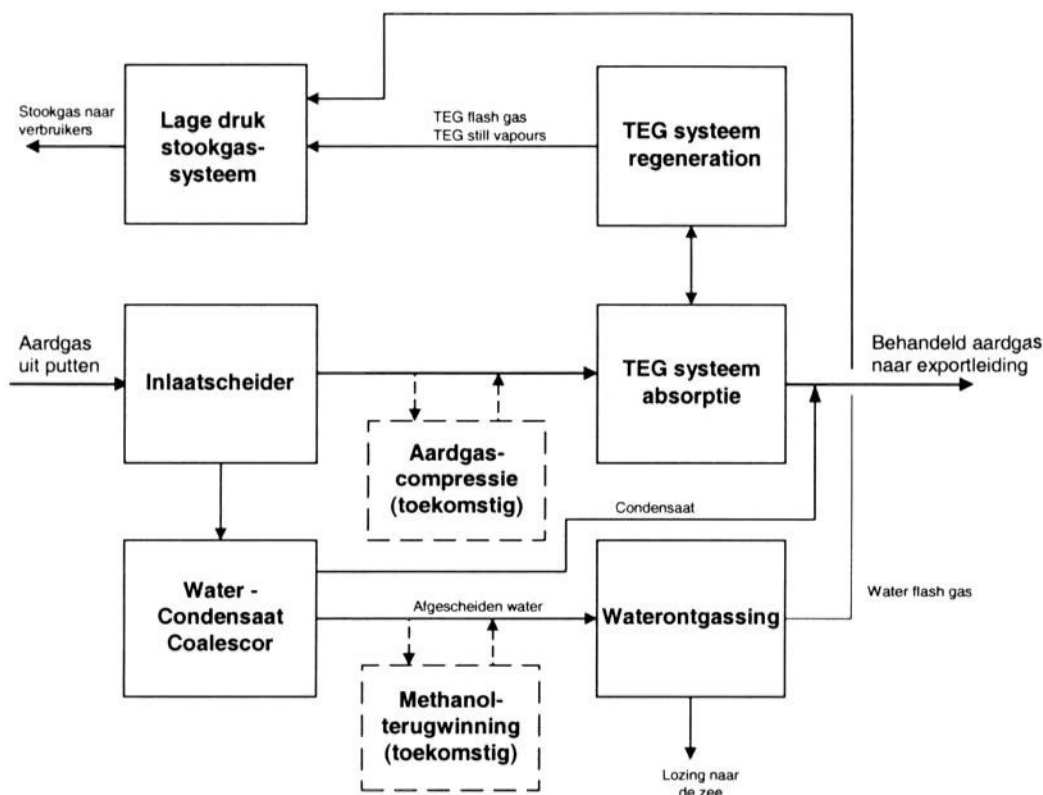 Stookgas naar
verbruikers
Lage druk
stookgas-
systeem
TEG flash gas
TEG still vapours
TEG systeem
regeneration
Aardgas
uit putten
Inlaatscheider
TEG systeem
absorptie
Behandeld aardgas
naar exportleiding
Aardgas-
compressie
(toekomstig)
Condensaat
Water -
Condensaat
Coalescor
Afgescheiden water
Waterontgassing
Water flash gas
Methanol-
terugwinning
(toekomstig)
Lozing naar
de zee